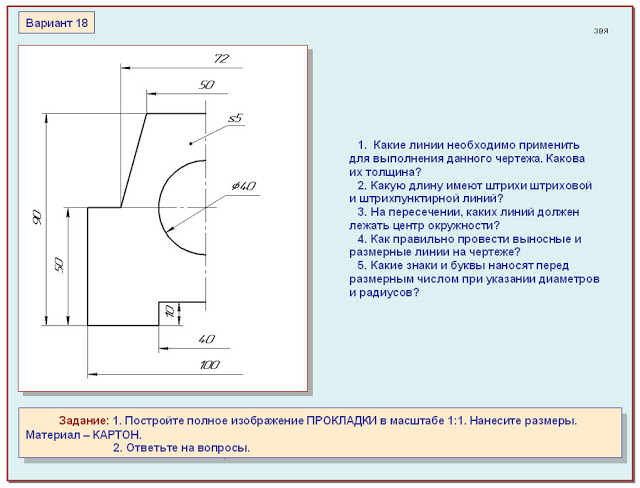 Вариант 18
звя
72
50
s5
⌀40
90
50
10
40
100
1. Какие линии необходимо применить
для выполнения данного чертежа. Какова
их толщина?
2. Какую длину имеют штрихи штриховой
и штрихпунктирной линий?
3. На пересечении, каких линий должен
лежать центр окружности?
4. Как правильно провести выносные и
размерные линии на чертеже?
5. Какие знаки и буквы наносят перед
размерным числом при указании диаметров
и радиусов?
Задание: 1. Постройте полное изображение ПРОКЛАДКИ в масштабе 1:1. Нанесите размеры.
Материал – КАРТОН.
2. Ответьте на вопросы.